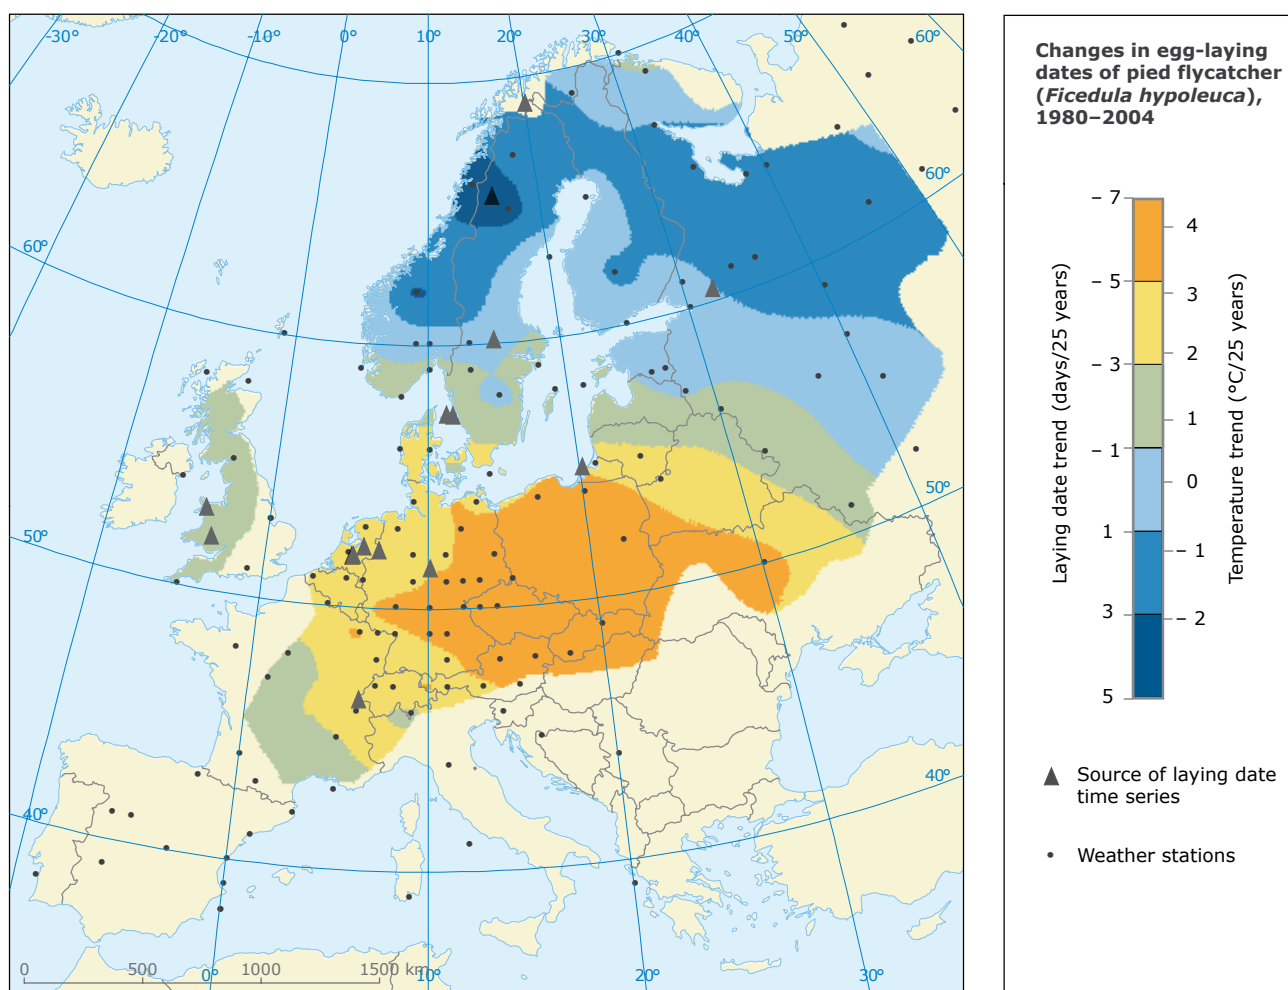 -30° -20° -10° 0° 10° 20° 30° 40° 50° 60°
60°
60°
50°
50°
40°
40°
0 500 1000 1500 km
0° 10° 20° 30°
Changes in egg-laying
dates of pied flycatcher
(Ficedula hypoleuca),
1980–2004
Laying date trend (days/25 years)
– 7
– 5
– 3
– 1
1
3
5
4
3
2
1
0
– 1
– 2
Temperature trend (°C/25 years)
Source of laying date
time series
Weather stations